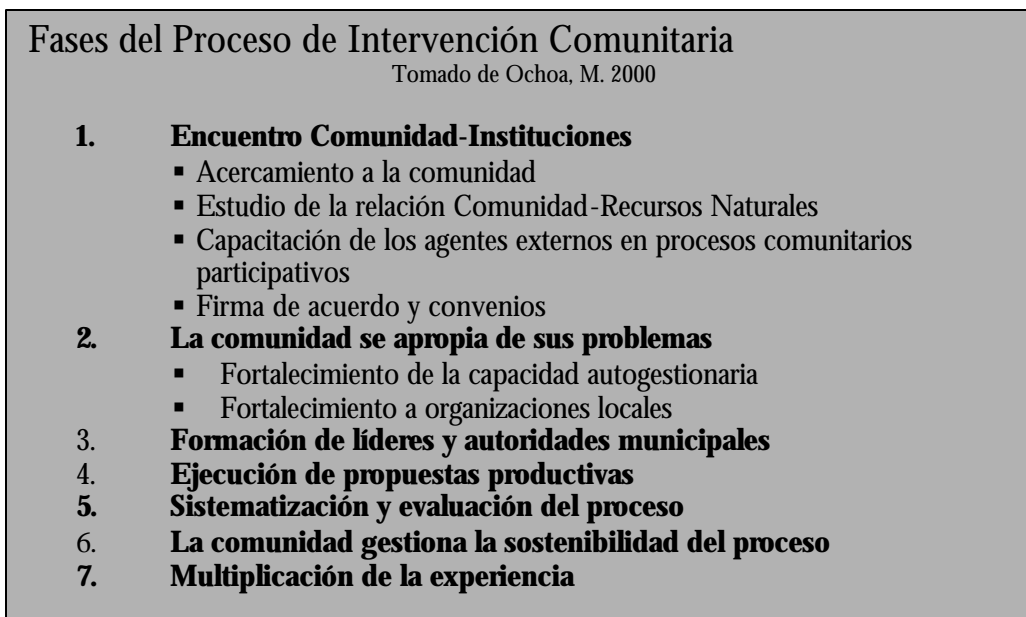 Fases del Proceso de Intervención Comunitaria
Tomado de Ochoa, M. 2000
1. Encuentro Comunidad-Instituciones
▪ Acercamiento a la comunidad
▪ Estudio de la relación Comunidad-Recursos Naturales
▪ Capacitación de los agentes externos en procesos comunitarios
participativos
▪ Firma de acuerdo y convenios
2. La comunidad se apropia de sus problemas
▪ Fortalecimiento de la capacidad autogestionaria
▪ Fortalecimiento a organizaciones locales
3. Formación de líderes y autoridades municipales
4. Ejecución de propuestas productivas
5. Sistematización y evaluación del proceso
6. La comunidad gestiona la sostenibilidad del proceso
7. Multiplicación de la experiencia